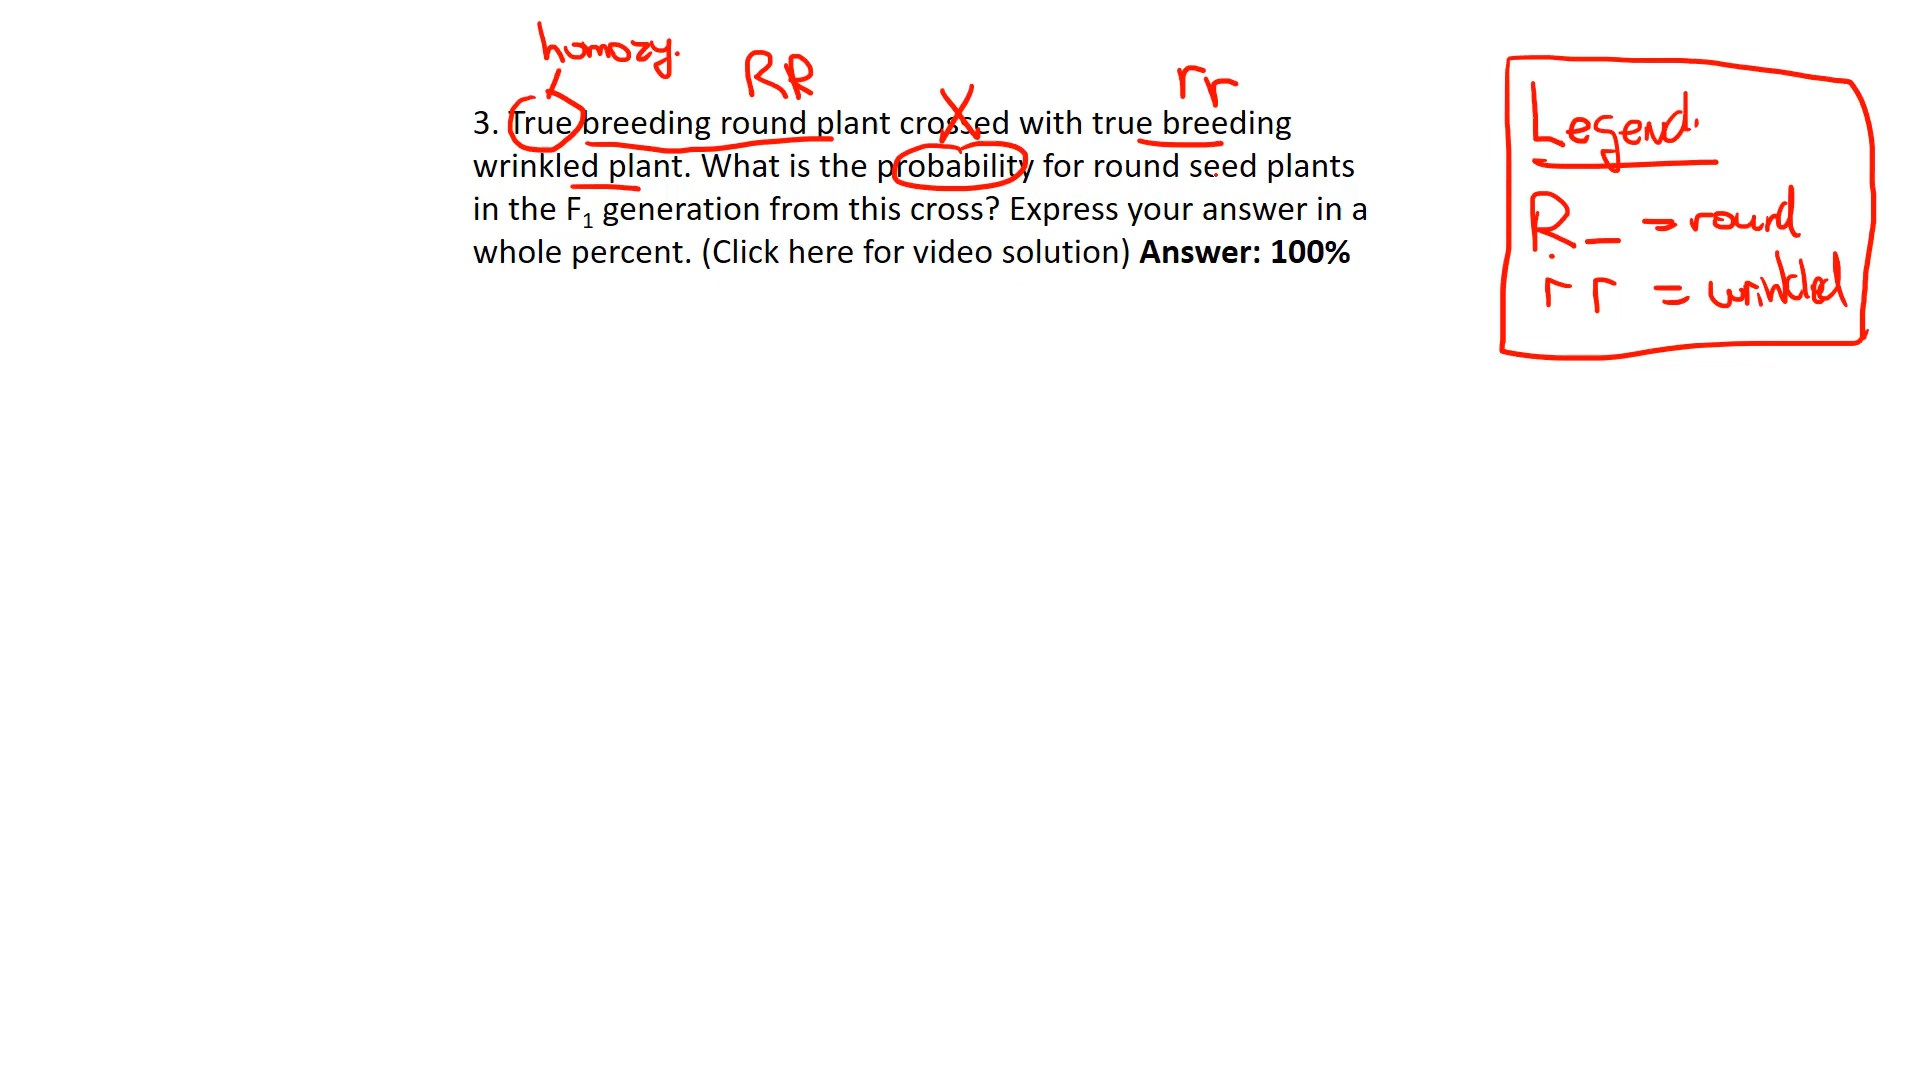 homozy.
RR X rr
3. True breeding round plant crossed with true breeding
wrinkled plant. What is the probability for round seed plants
in the F1 generation from this cross? Express your answer in a
whole percent. (Click here for video solution) Answer: 100%
Legend.
R_ = round
rr = wrinkled